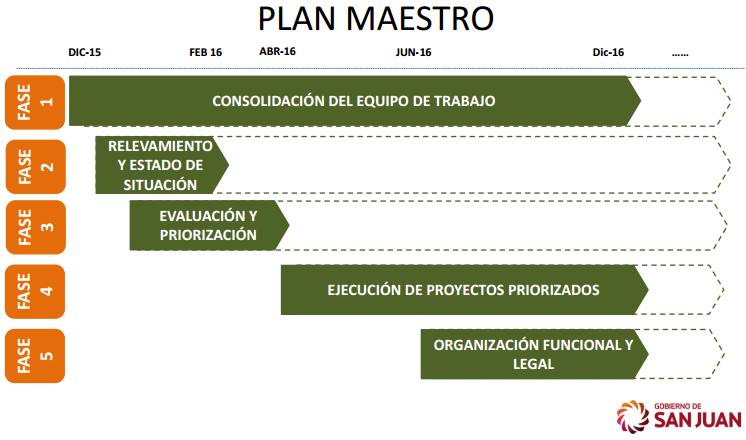 PLAN MAESTRO
DIC-15 FEB 16 ABR-16 JUN-16 Dic-16 ......
FASE 1
CONSOLIDACIÓN DEL EQUIPO DE TRABAJO
FASE 2
RELEVAMIENTO
Y ESTADO DE
SITUACIÓN
FASE 3
EVALUACIÓN Y
PRIORIZACIÓN
FASE 4
EJECUCIÓN DE PROYECTOS PRIORIZADOS
FASE 5
ORGANIZACIÓN FUNCIONAL Y
LEGAL
GOBIERNO DE
SAN JUAN